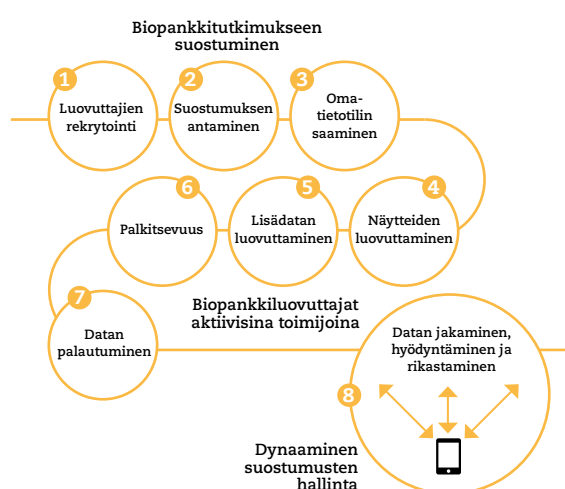 Biopankkitutkimukseen
suostuminen
1
Luovuttajien
rekrytointi
2
Suostumuksen
antaminen
3
Oma-
tietotilin
saaminen
4
Näytteiden
luovuttaminen
5
Lisädatan
luovuttaminen
6
Palkitsevuus
7
Datan
palautuminen
Biopankkiluovuttajat
aktiivisina toimijoina
8
Datan jakaminen,
hyödyntäminen ja
rikastaminen
Dynaaminen
suostumusten
hallinta